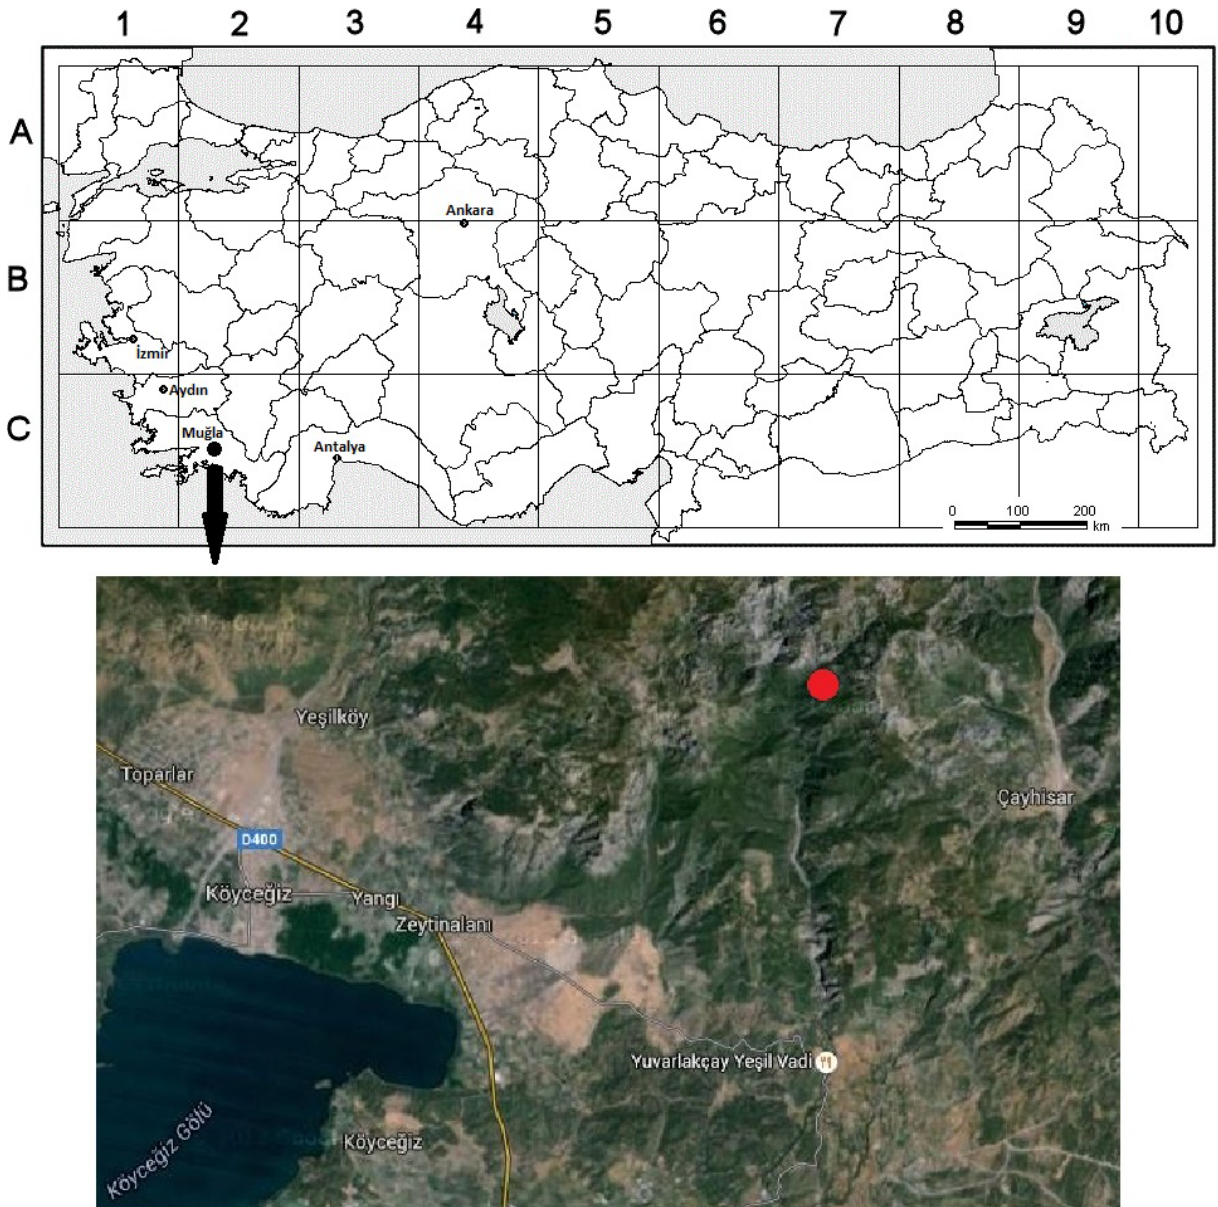 1 2 3 4 5 6 7 8 9 10
A
Ankara
B
İzmir
Aydın
C
Muğla
Antalya
0 100 200
km
Yeşilköy
Toparlar
Çayhisar
D400
Köyceğiz
Yangı
Zeytinalanı
Yuvarlakçay Yeşil Vadi
Köyceğiz
Köyceğiz Gölü